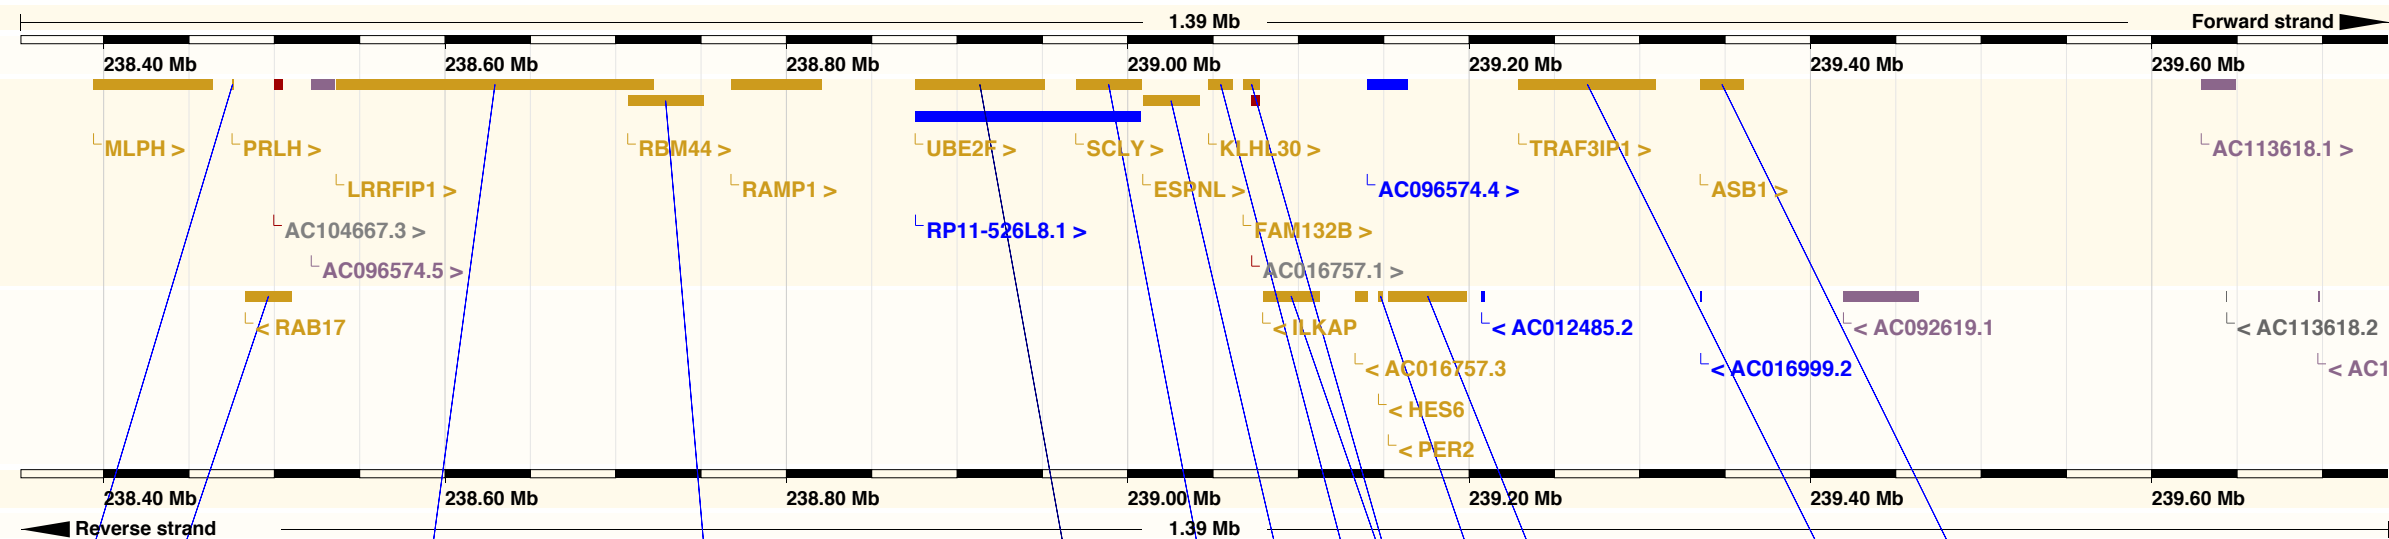 1.39 Mb Forward strand
238.40 Mb 238.60 Mb 238.80 Mb 239.00 Mb 239.20 Mb 239.40 Mb 239.60 Mb
MLPH > PRLH > RBM44 > UBE2F > SCLY > KLHL30 > TRAF3IP1 > AC113618.1 >
LRRFIP1 > RAMP1 > ESPNL > AC096574.4 > ASB1 >
AC104667.3 > RP11-526L8.1 > FAM132B >
AC096574.5 > AC016757.1 >
< RAB17 < ILKAP < AC012485.2 < AC092619.1 < AC113618.2
< AC016757.3 < AC016999.2 < AC1
< HES6
< PER2
238.40 Mb 238.60 Mb 238.80 Mb 239.00 Mb 239.20 Mb 239.40 Mb 239.60 Mb
Reverse strand 1.39 Mb